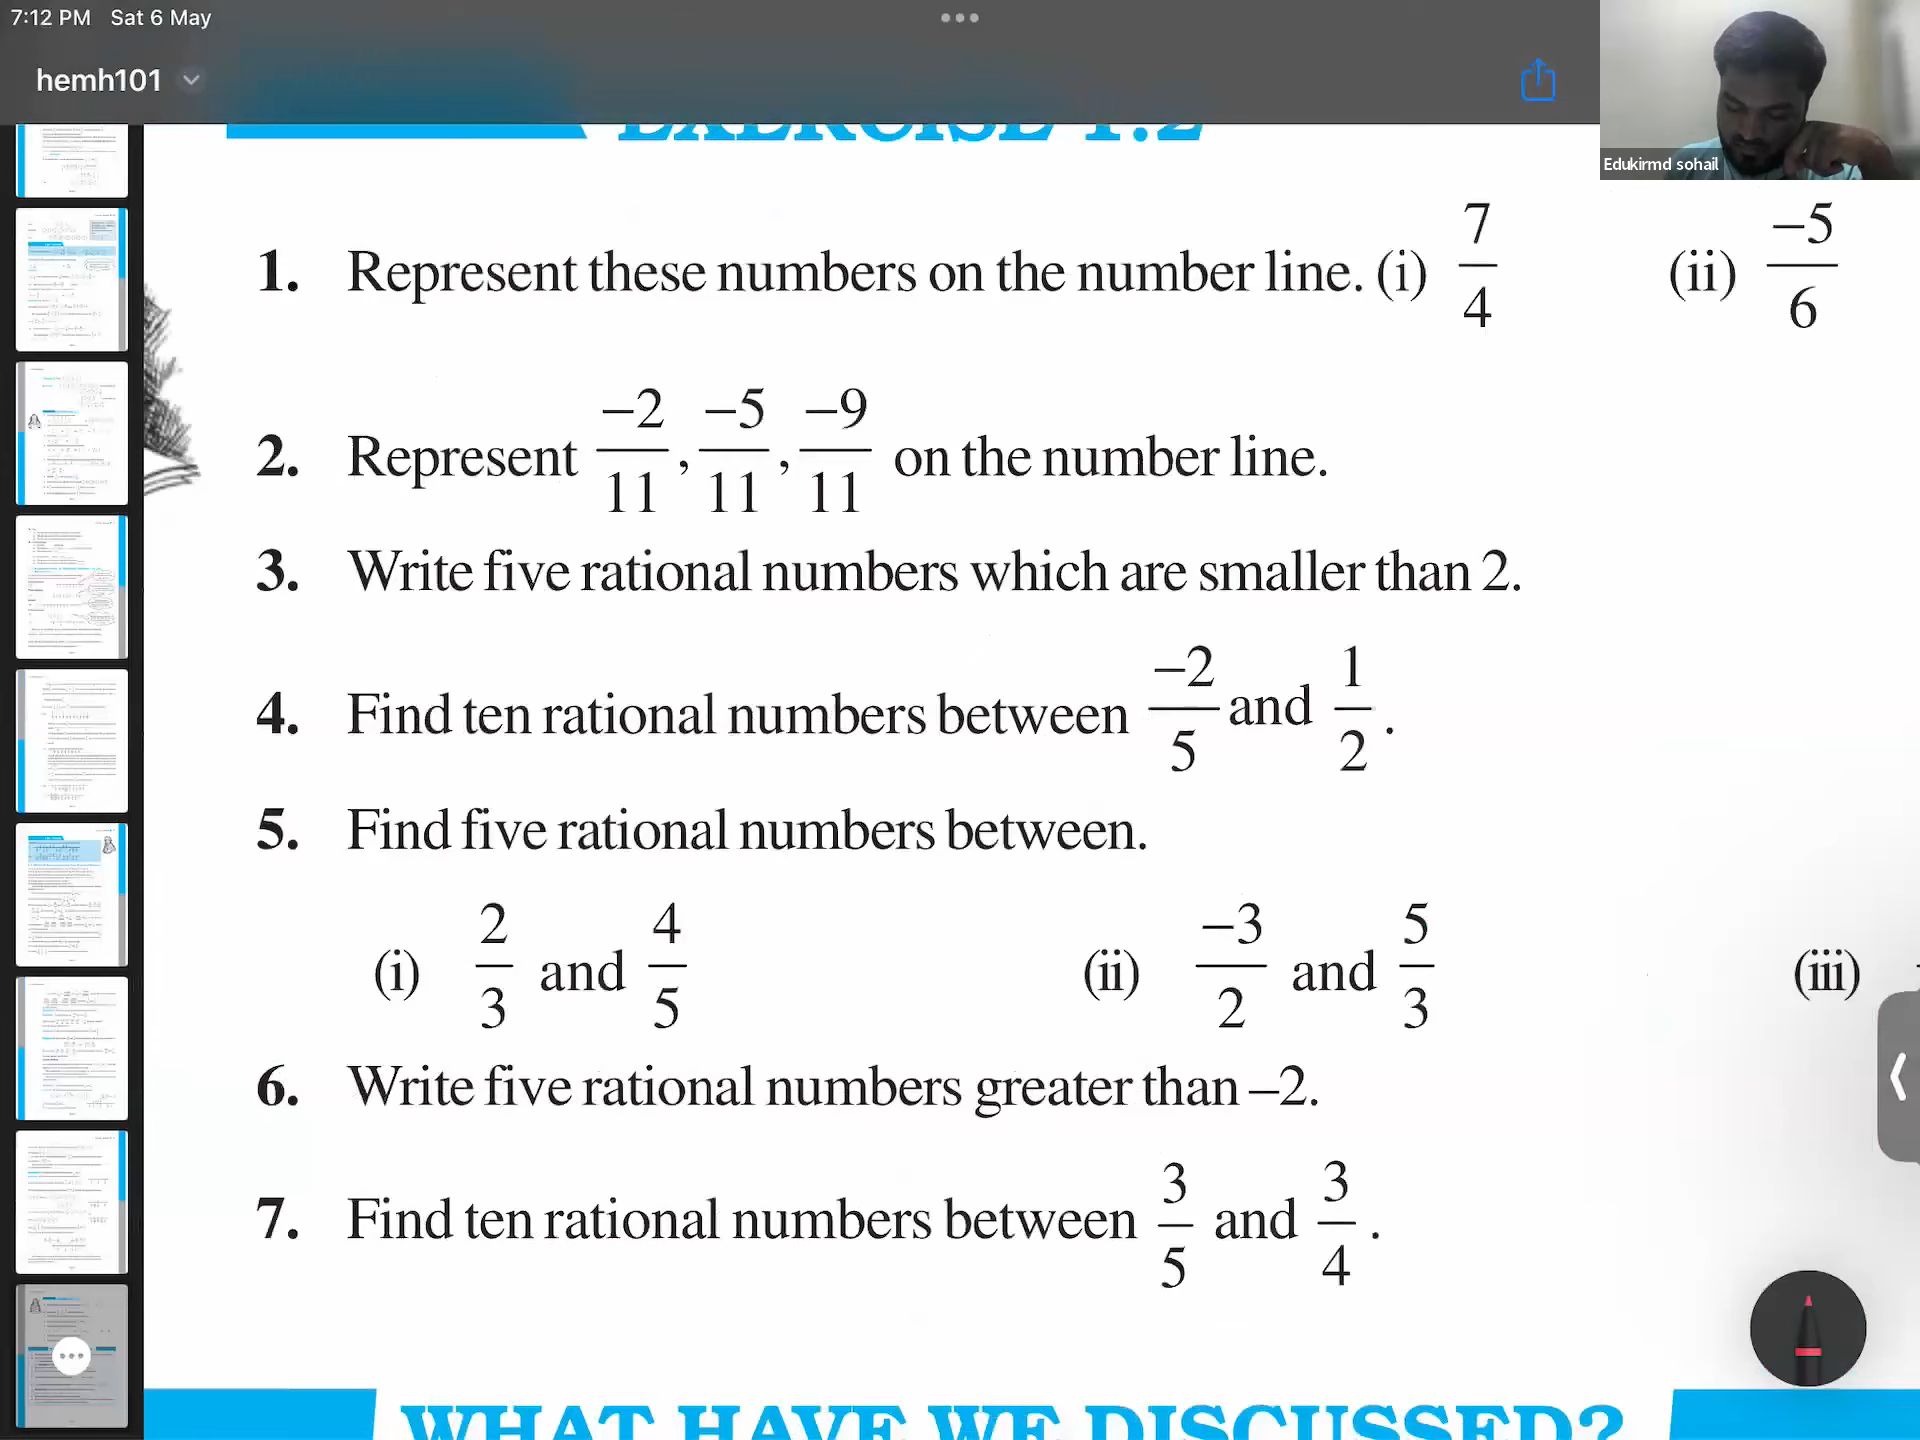 7:12 PM Sat 6 May
hemh101
Edukirmd sohail
EXERCISE 1.2
1. Represent these numbers on the number line. (i) 7/4 (ii) -5/6
2. Represent -2/11, -5/11, -9/11 on the number line.
3. Write five rational numbers which are smaller than 2.
4. Find ten rational numbers between -2/5 and 1/2.
5. Find five rational numbers between.
(i) 2/3 and 4/5 (ii) -3/2 and 5/3 (iii)
6. Write five rational numbers greater than –2.
7. Find ten rational numbers between 3/5 and 3/4.
WHAT HAVE WE DISCUSSED?